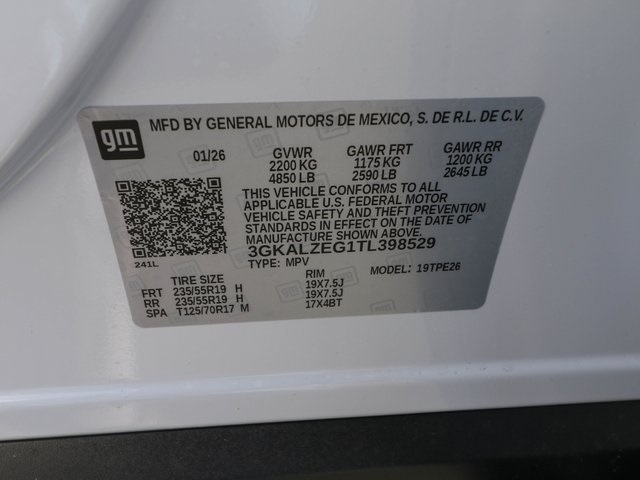 gm
MFD BY GENERAL MOTORS DE MEXICO, S. DE R.L. DE C.V.
01/26 GVWR GAWR FRT GAWR RR
2200 KG 1175 KG 1200 KG
4850 LB 2590 LB 2645 LB
THIS VEHICLE CONFORMS TO ALL
APPLICABLE U.S. FEDERAL MOTOR
VEHICLE SAFETY AND THEFT PREVENTION
STANDARDS IN EFFECT ON THE DATE OF
MANUFACTURE SHOWN ABOVE.
3GKALZEG1TL398529
241L
TYPE: MPV MODEL: 19TPE26
TIRE SIZE RIM
FRT 235/55R19 H 19X7.5J
RR 235/55R19 H 19X7.5J
SPA T125/70R17 M 17X4BT